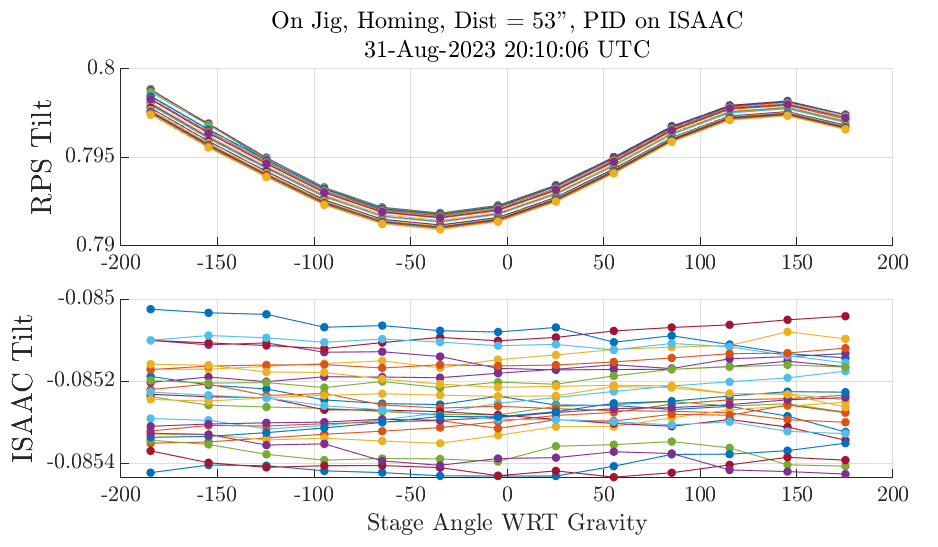 On Jig, Homing, Dist = 53”, PID on ISAAC
31-Aug-2023 20:10:06 UTC
RPS Tilt
0.8
0.795
0.79
-200 -150 -100 -50 0 50 100 150 200
ISAAC Tilt
-0.085
-0.0852
-0.0854
-200 -150 -100 -50 0 50 100 150 200
Stage Angle WRT Gravity